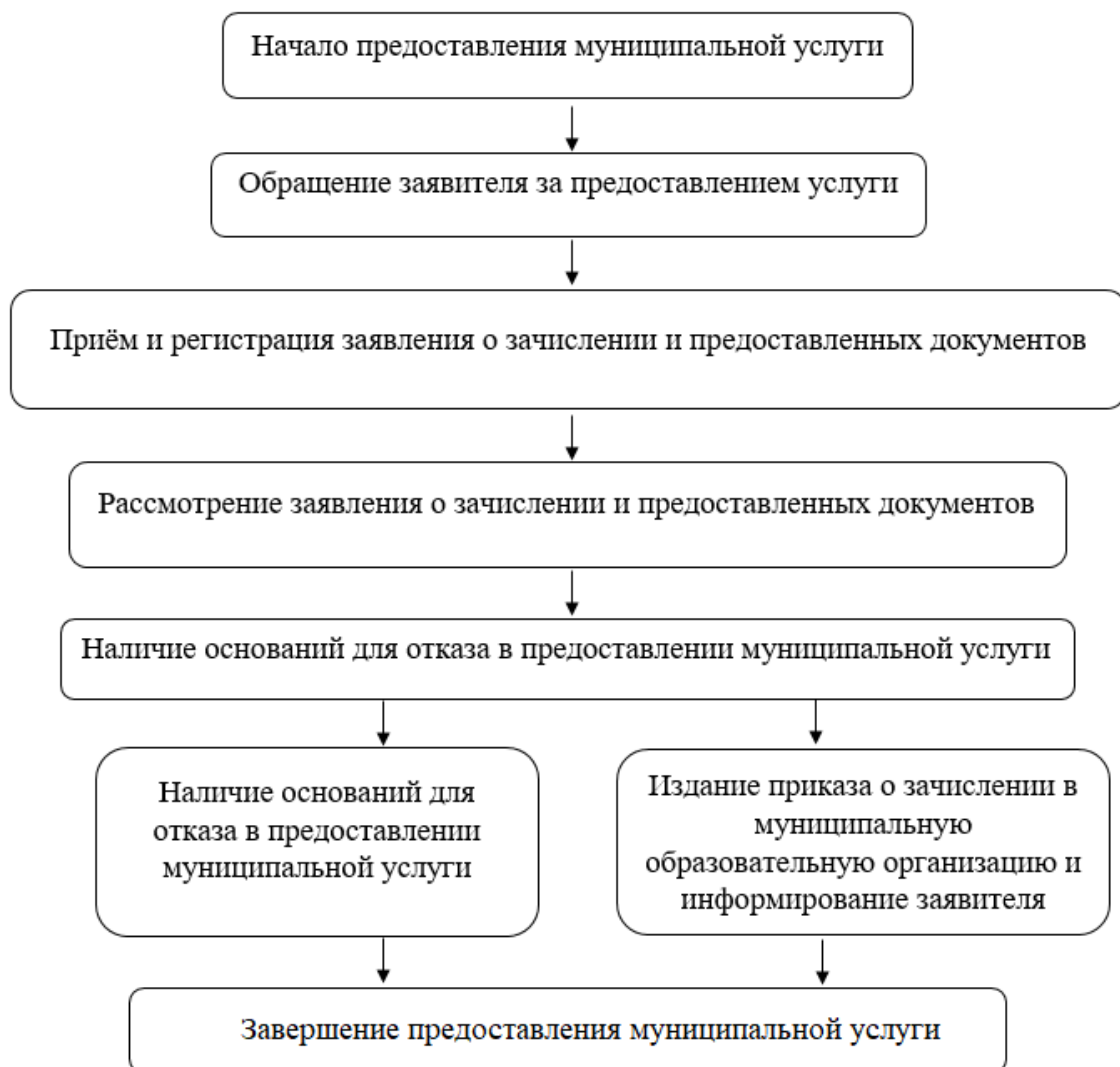 Начало предоставления муниципальной услуги
Обращение заявителя за предоставлением услуги
Приём и регистрация заявления о зачислении и предоставленных документов
Рассмотрение заявления о зачислении и предоставленных документов
Наличие оснований для отказа в предоставлении муниципальной услуги
Наличие оснований для
отказа в предоставлении
муниципальной услуги
Издание приказа о зачислении в
муниципальную
образовательную организацию и
информирование заявителя
Завершение предоставления муниципальной услуги